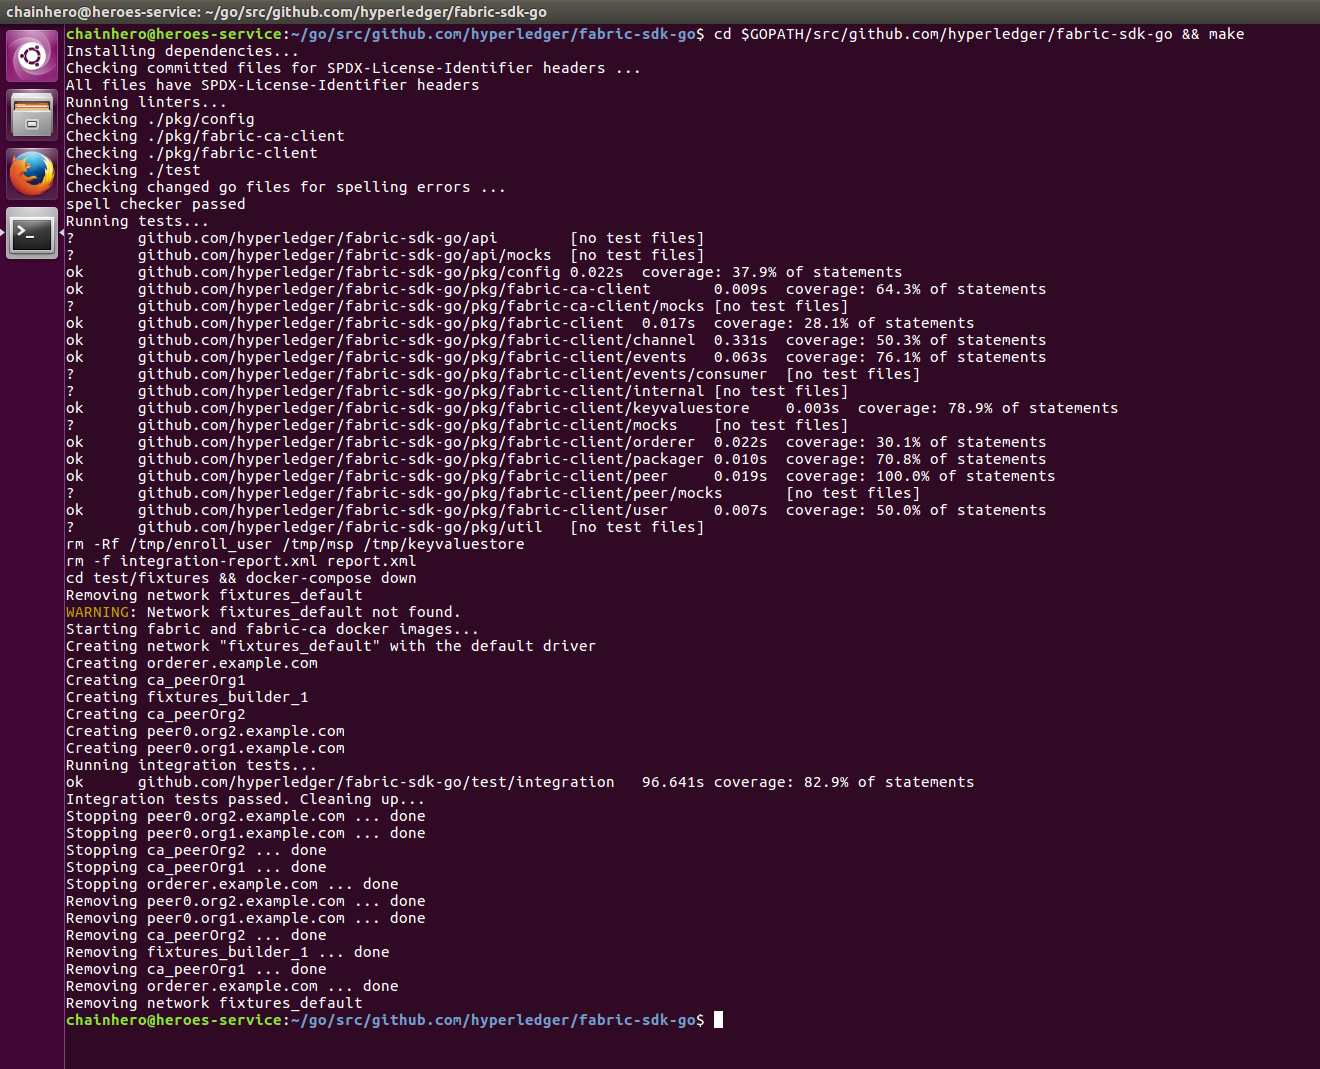 chainhero@heroes-service: ~/go/src/github.com/hyperledger/fabric-sdk-go
chainhero@heroes-service:~/go/src/github.com/hyperledger/fabric-sdk-go$ cd $GOPATH/src/github.com/hyperledger/fabric-sdk-go && make
Installing dependencies...
Checking committed files for SPDX-License-Identifier headers ...
All files have SPDX-License-Identifier headers
Running linters...
Checking ./pkg/config
Checking ./pkg/fabric-ca-client
Checking ./pkg/fabric-client
Checking ./test
Checking changed go files for spelling errors ...
spell checker passed
Running tests...
?       github.com/hyperledger/fabric-sdk-go/api        [no test files]
?       github.com/hyperledger/fabric-sdk-go/api/mocks  [no test files]
ok      github.com/hyperledger/fabric-sdk-go/pkg/config 0.022s  coverage: 37.9% of statements
ok      github.com/hyperledger/fabric-sdk-go/pkg/fabric-ca-client       0.009s  coverage: 64.3% of statements
?       github.com/hyperledger/fabric-sdk-go/pkg/fabric-ca-client/mocks [no test files]
ok      github.com/hyperledger/fabric-sdk-go/pkg/fabric-client  0.017s  coverage: 28.1% of statements
ok      github.com/hyperledger/fabric-sdk-go/pkg/fabric-client/channel  0.331s  coverage: 50.3% of statements
ok      github.com/hyperledger/fabric-sdk-go/pkg/fabric-client/events   0.063s  coverage: 76.1% of statements
?       github.com/hyperledger/fabric-sdk-go/pkg/fabric-client/events/consumer  [no test files]
?       github.com/hyperledger/fabric-sdk-go/pkg/fabric-client/internal [no test files]
ok      github.com/hyperledger/fabric-sdk-go/pkg/fabric-client/keyvaluestore    0.003s  coverage: 78.9% of statements
?       github.com/hyperledger/fabric-sdk-go/pkg/fabric-client/mocks    [no test files]
ok      github.com/hyperledger/fabric-sdk-go/pkg/fabric-client/orderer  0.022s  coverage: 30.1% of statements
ok      github.com/hyperledger/fabric-sdk-go/pkg/fabric-client/packager 0.010s  coverage: 70.8% of statements
ok      github.com/hyperledger/fabric-sdk-go/pkg/fabric-client/peer     0.019s  coverage: 100.0% of statements
?       github.com/hyperledger/fabric-sdk-go/pkg/fabric-client/peer/mocks       [no test files]
ok      github.com/hyperledger/fabric-sdk-go/pkg/fabric-client/user     0.007s  coverage: 50.0% of statements
?       github.com/hyperledger/fabric-sdk-go/pkg/util   [no test files]
rm -Rf /tmp/enroll_user /tmp/msp /tmp/keyvaluestore
rm -f integration-report.xml report.xml
cd test/fixtures && docker-compose down
Removing network fixtures_default
WARNING: Network fixtures_default not found.
Starting fabric and fabric-ca docker images...
Creating network "fixtures_default" with the default driver
Creating orderer.example.com
Creating ca_peerOrg1
Creating fixtures_builder_1
Creating ca_peerOrg2
Creating peer0.org2.example.com
Creating peer0.org1.example.com
Running integration tests...
ok      github.com/hyperledger/fabric-sdk-go/test/integration   96.641s coverage: 82.9% of statements
Integration tests passed. Cleaning up...
Stopping peer0.org2.example.com ... done
Stopping peer0.org1.example.com ... done
Stopping ca_peerOrg2 ... done
Stopping ca_peerOrg1 ... done
Stopping orderer.example.com ... done
Removing peer0.org2.example.com ... done
Removing peer0.org1.example.com ... done
Removing ca_peerOrg2 ... done
Removing fixtures_builder_1 ... done
Removing ca_peerOrg1 ... done
Removing orderer.example.com ... done
Removing network fixtures_default
chainhero@heroes-service:~/go/src/github.com/hyperledger/fabric-sdk-go$